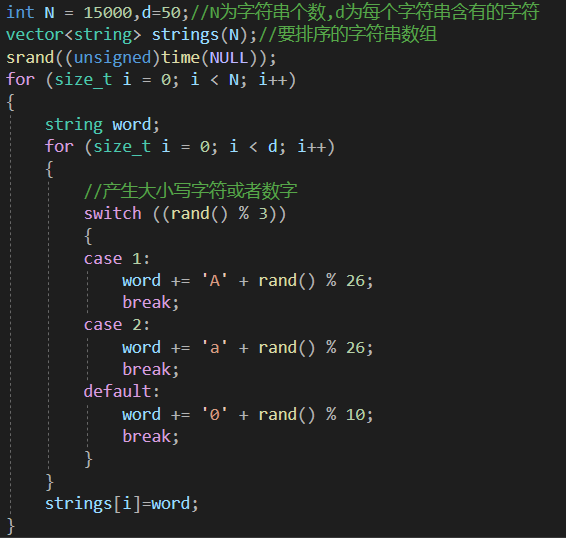 int N = 15000,d=50;//N为字符串个数,d为每个字符串含有的字符
vector<string> strings(N);//要排序的字符串数组
srand((unsigned)time(NULL));
for (size_t i = 0; i < N; i++)
{
    string word;
    for (size_t i = 0; i < d; i++)
    {
        //产生大小写字符或者数字
        switch ((rand() % 3))
        {
        case 1:
            word += 'A' + rand() % 26;
            break;
        case 2:
            word += 'a' + rand() % 26;
            break;
        default:
            word += '0' + rand() % 10;
            break;
        }
    }
    strings[i]=word;
}